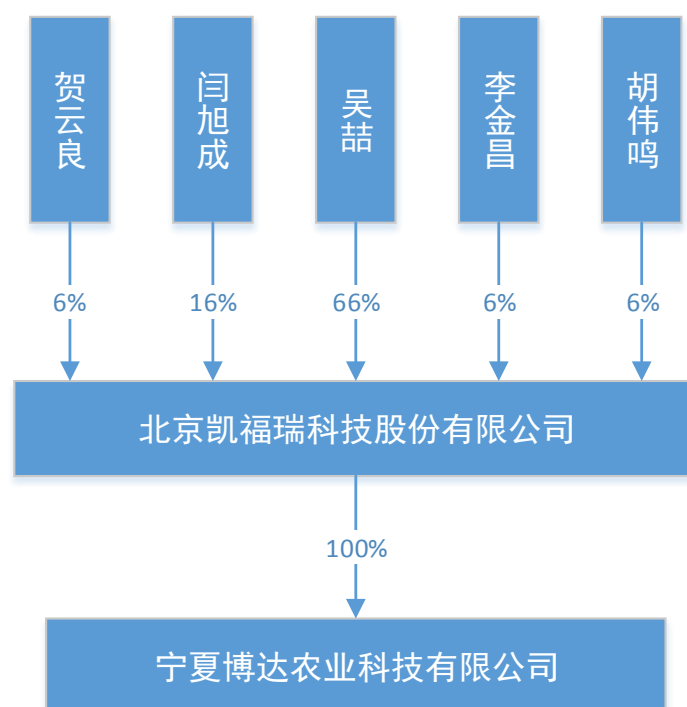 贺云良
闫旭成
吴喆
李金昌
胡伟鸣
6%
16%
66%
6%
6%
北京凯福瑞科技股份有限公司
100%
宁夏博达农业科技有限公司